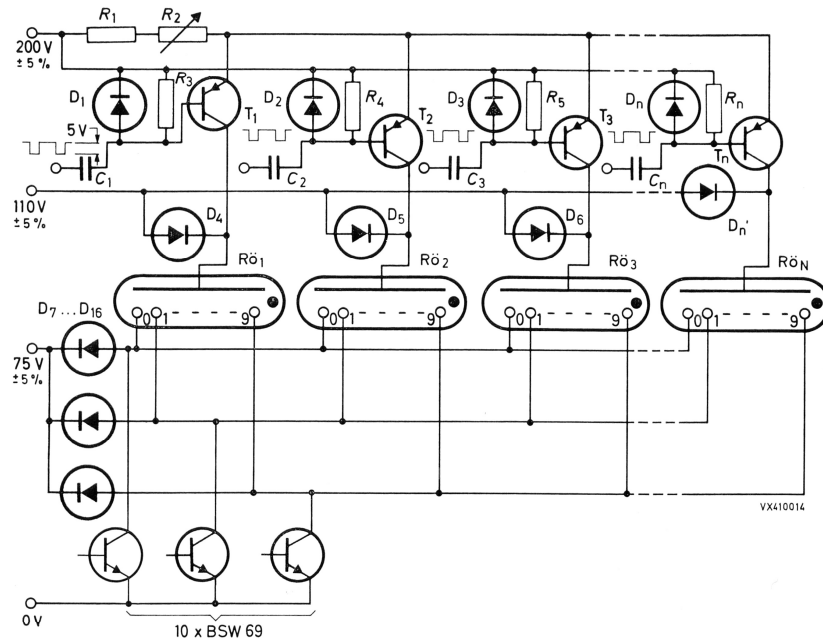 R1 R2
200 V
± 5 %
D1 R3 T1 D2 R4 T2 D3 R5 T3 Dn Rn Tn
5 V
C1 C2 C3 Cn
110 V
± 5 %
D4 D5 D6 Dn'
Rö1 Rö2 Rö3 RöN
0 1 9 0 1 9 0 1 9 0 1 9
D7 ... D16
75 V
± 5 %
VX410014
0 V
10 x BSW 69